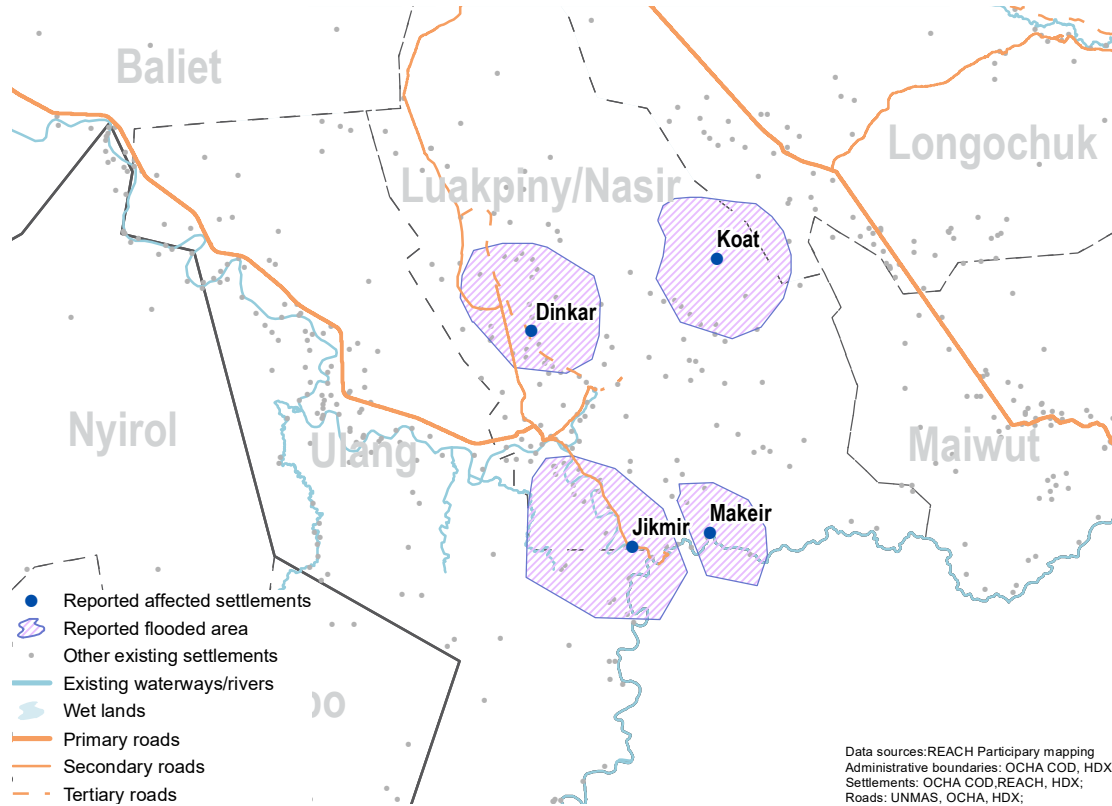 Baliet
Longochuk
Luakpiny/Nasir
Koat
Dinkar
Nyirol
Ulang
Maiwut
Makeir
Jikmir
Reported affected settlements
Reported flooded area
Other existing settlements
Existing waterways/rivers
Wet lands
oo
Primary roads
Secondary roads
Tertiary roads
Data sources:REACH Participary mapping
Administrative boundaries: OCHA COD, HDX
Settlements: OCHA COD,REACH, HDX;
Roads: UNMAS, OCHA, HDX;